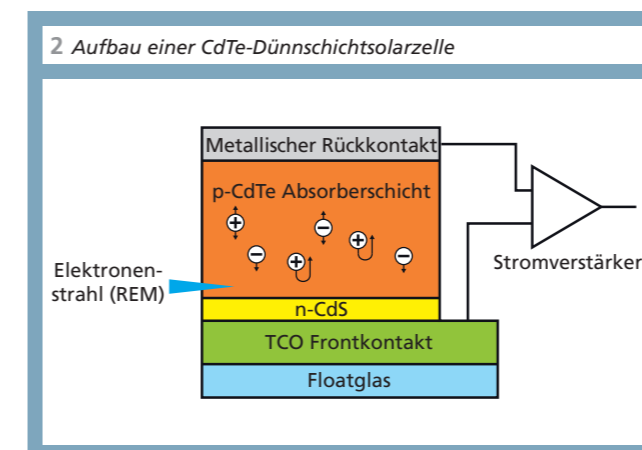 2 Aufbau einer CdTe-Dünnschichtsolarzelle
Metallischer Rückkontakt
p-CdTe Absorberschicht
+ −
− + + −
Elektronen-
strahl (REM)
Stromverstärker
n-CdS
TCO Frontkontakt
Floatglas